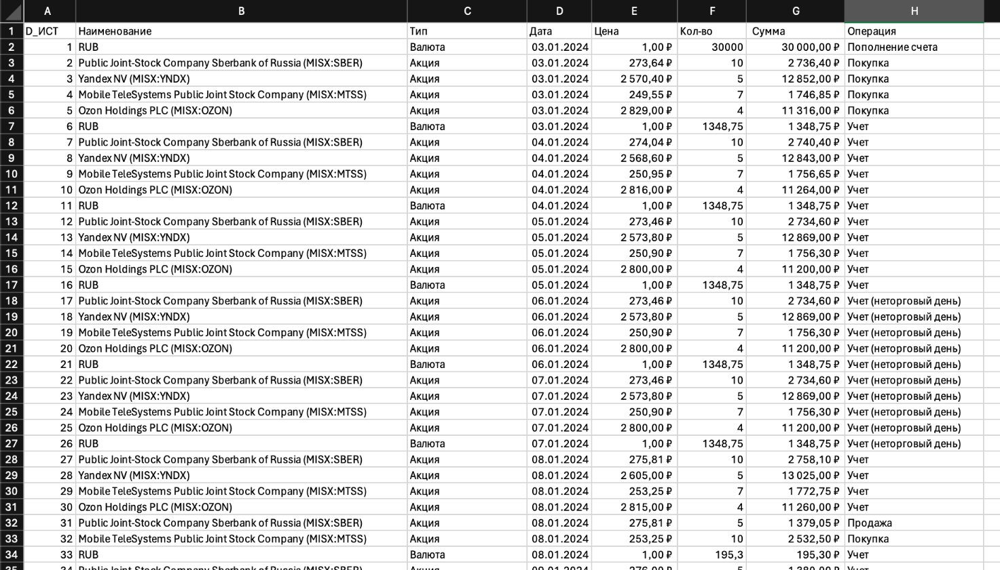 A B C D E F G H
1 D_ИСТ Наименование Тип Дата Цена Кол-во Сумма Операция
2 1 RUB Валюта 03.01.2024 1,00 ₽ 30000 30 000,00 ₽ Пополнение счета
3 2 Public Joint-Stock Company Sberbank of Russia (MISX:SBER) Акция 03.01.2024 273,64 ₽ 10 2 736,40 ₽ Покупка
4 3 Yandex NV (MISX:YNDX) Акция 03.01.2024 2 570,40 ₽ 5 12 852,00 ₽ Покупка
5 4 Mobile TeleSystems Public Joint Stock Company (MISX:MTSS) Акция 03.01.2024 249,55 ₽ 7 1 746,85 ₽ Покупка
6 5 Ozon Holdings PLC (MISX:OZON) Акция 03.01.2024 2 829,00 ₽ 4 11 316,00 ₽ Покупка
7 6 RUB Валюта 03.01.2024 1,00 ₽ 1348,75 1 348,75 ₽ Учет
8 7 Public Joint-Stock Company Sberbank of Russia (MISX:SBER) Акция 04.01.2024 274,04 ₽ 10 2 740,40 ₽ Учет
9 8 Yandex NV (MISX:YNDX) Акция 04.01.2024 2 568,60 ₽ 5 12 843,00 ₽ Учет
10 9 Mobile TeleSystems Public Joint Stock Company (MISX:MTSS) Акция 04.01.2024 250,95 ₽ 7 1 756,65 ₽ Учет
11 10 Ozon Holdings PLC (MISX:OZON) Акция 04.01.2024 2 816,00 ₽ 4 11 264,00 ₽ Учет
12 11 RUB Валюта 04.01.2024 1,00 ₽ 1348,75 1 348,75 ₽ Учет
13 12 Public Joint-Stock Company Sberbank of Russia (MISX:SBER) Акция 05.01.2024 273,46 ₽ 10 2 734,60 ₽ Учет
14 13 Yandex NV (MISX:YNDX) Акция 05.01.2024 2 573,80 ₽ 5 12 869,00 ₽ Учет
15 14 Mobile TeleSystems Public Joint Stock Company (MISX:MTSS) Акция 05.01.2024 250,90 ₽ 7 1 756,30 ₽ Учет
16 15 Ozon Holdings PLC (MISX:OZON) Акция 05.01.2024 2 800,00 ₽ 4 11 200,00 ₽ Учет
17 16 RUB Валюта 05.01.2024 1,00 ₽ 1348,75 1 348,75 ₽ Учет
18 17 Public Joint-Stock Company Sberbank of Russia (MISX:SBER) Акция 06.01.2024 273,46 ₽ 10 2 734,60 ₽ Учет (неторговый день)
19 18 Yandex NV (MISX:YNDX) Акция 06.01.2024 2 573,80 ₽ 5 12 869,00 ₽ Учет (неторговый день)
20 19 Mobile TeleSystems Public Joint Stock Company (MISX:MTSS) Акция 06.01.2024 250,90 ₽ 7 1 756,30 ₽ Учет (неторговый день)
21 20 Ozon Holdings PLC (MISX:OZON) Акция 06.01.2024 2 800,00 ₽ 4 11 200,00 ₽ Учет (неторговый день)
22 21 RUB Валюта 06.01.2024 1,00 ₽ 1348,75 1 348,75 ₽ Учет (неторговый день)
23 22 Public Joint-Stock Company Sberbank of Russia (MISX:SBER) Акция 07.01.2024 273,46 ₽ 10 2 734,60 ₽ Учет (неторговый день)
24 23 Yandex NV (MISX:YNDX) Акция 07.01.2024 2 573,80 ₽ 5 12 869,00 ₽ Учет (неторговый день)
25 24 Mobile TeleSystems Public Joint Stock Company (MISX:MTSS) Акция 07.01.2024 250,90 ₽ 7 1 756,30 ₽ Учет (неторговый день)
26 25 Ozon Holdings PLC (MISX:OZON) Акция 07.01.2024 2 800,00 ₽ 4 11 200,00 ₽ Учет (неторговый день)
27 26 RUB Валюта 07.01.2024 1,00 ₽ 1348,75 1 348,75 ₽ Учет (неторговый день)
28 27 Public Joint-Stock Company Sberbank of Russia (MISX:SBER) Акция 08.01.2024 275,81 ₽ 10 2 758,10 ₽ Учет
29 28 Yandex NV (MISX:YNDX) Акция 08.01.2024 2 605,00 ₽ 5 13 025,00 ₽ Учет
30 29 Mobile TeleSystems Public Joint Stock Company (MISX:MTSS) Акция 08.01.2024 253,25 ₽ 7 1 772,75 ₽ Учет
31 30 Ozon Holdings PLC (MISX:OZON) Акция 08.01.2024 2 815,00 ₽ 4 11 260,00 ₽ Учет
32 31 Public Joint-Stock Company Sberbank of Russia (MISX:SBER) Акция 08.01.2024 275,81 ₽ 5 1 379,05 ₽ Продажа
33 32 Mobile TeleSystems Public Joint Stock Company (MISX:MTSS) Акция 08.01.2024 253,25 ₽ 10 2 532,50 ₽ Покупка
34 33 RUB Валюта 08.01.2024 1,00 ₽ 195,3 195,30 ₽ Учет